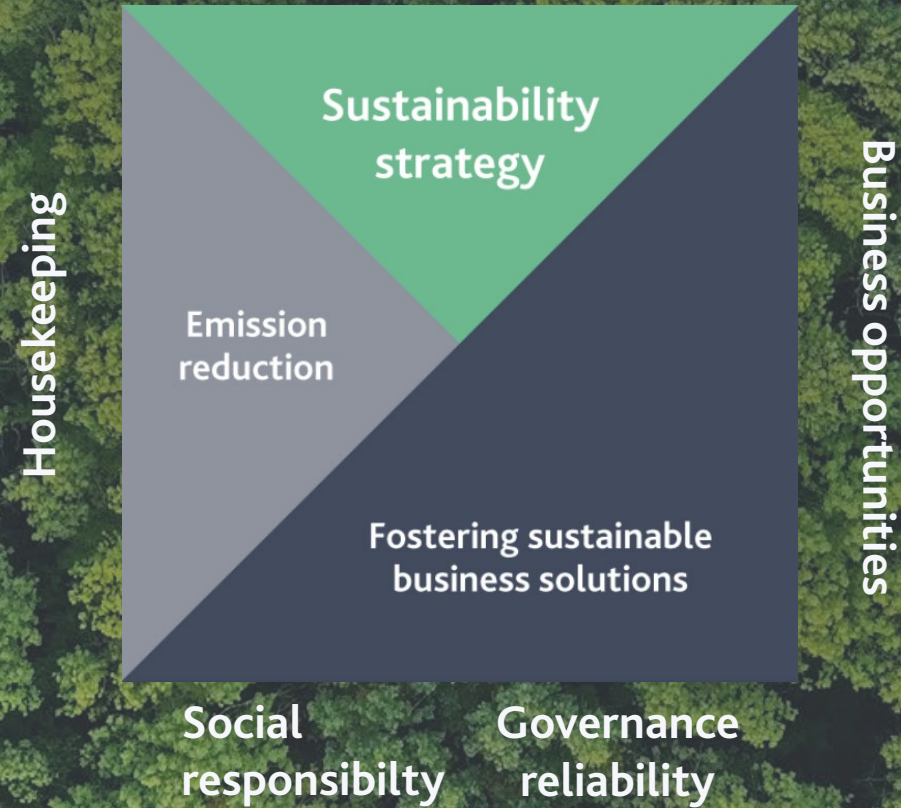 Sustainability
strategy
Housekeeping
Emission
reduction
Business opportunities
Fostering sustainable
business solutions
Social
responsibilty
Governance
reliability